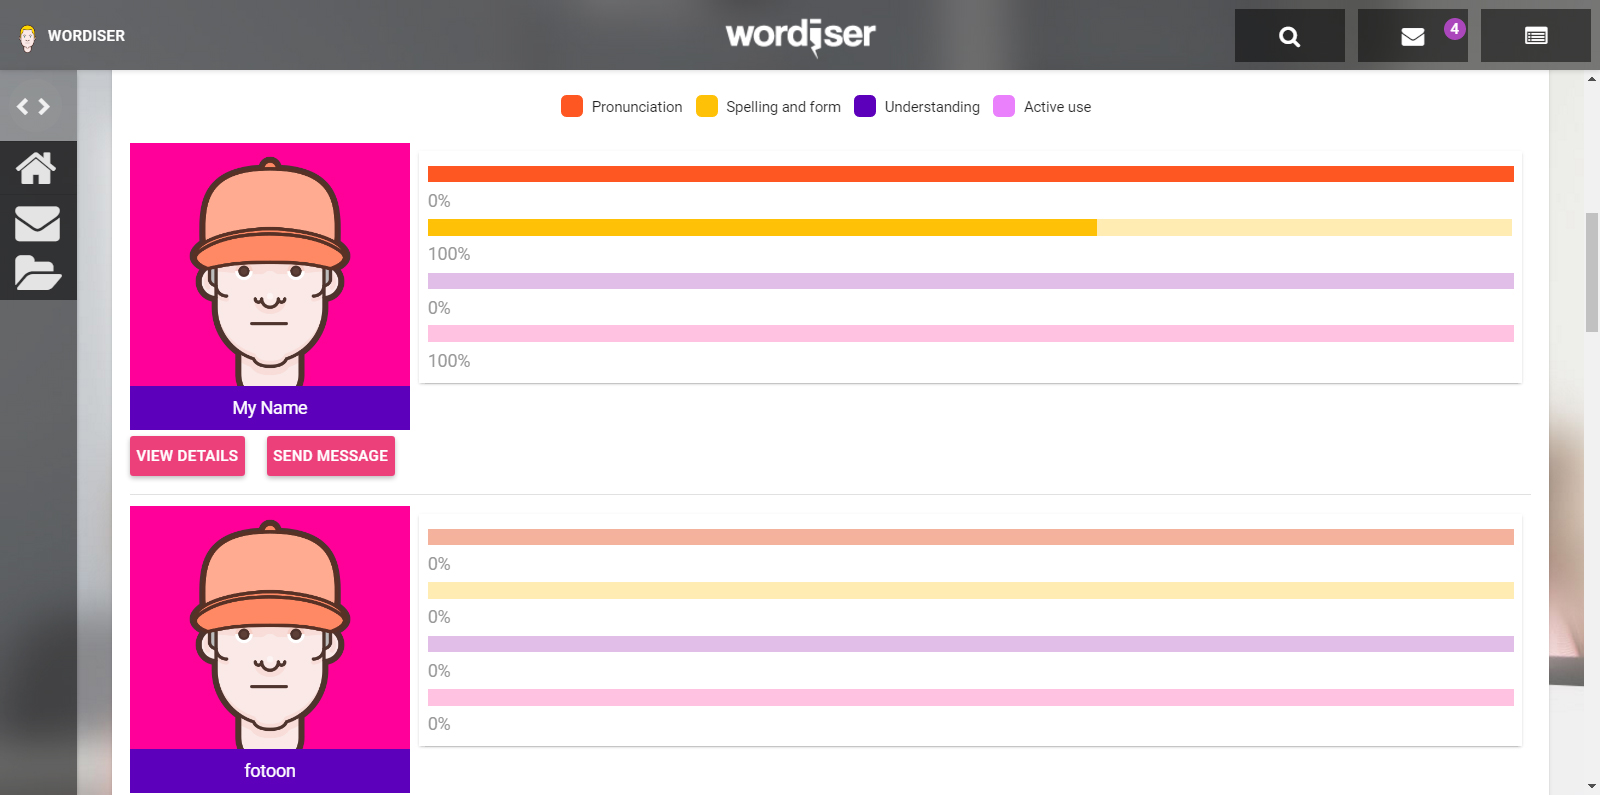 WORDISER
wordiser
4
Pronunciation
Spelling and form
Understanding
Active use
0%
100%
0%
100%
My Name
VIEW DETAILS
SEND MESSAGE
0%
0%
0%
0%
fotoon